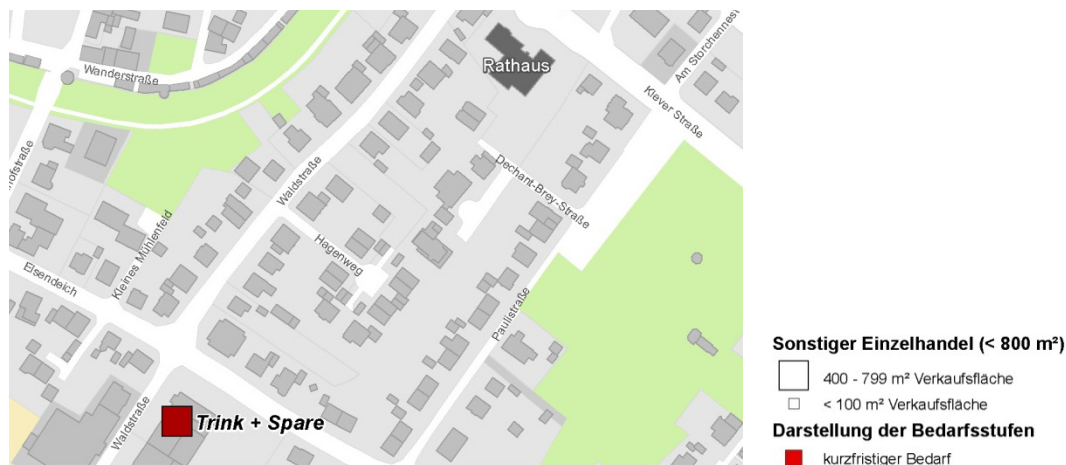 Rathaus
Am Storchennest
Wanderstraße
Klever Straße
hofstraße
Waldstraße
Dechant-Brey-Straße
Kleines Mühlenfeld
Hagenweg
Eisendeich
Paulistraße
Waldstraße
Trink + Spare
Sonstiger Einzelhandel (< 800 m²)
400 - 799 m² Verkaufsfläche
< 100 m² Verkaufsfläche
Darstellung der Bedarfsstufen
kurzfristiger Bedarf